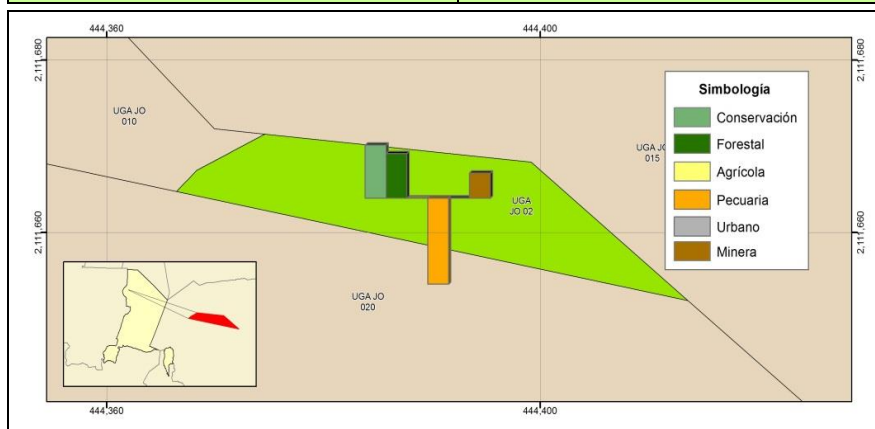 444,360
444,400
2,111,680
2,111,680
Simbología
Conservación
Forestal
Agrícola
Pecuaria
Urbano
Minera
UGA JO
010
UGA JO
015
UGA
JO 02
2,111,660
2,111,660
UGA JO
020
444,360
444,400